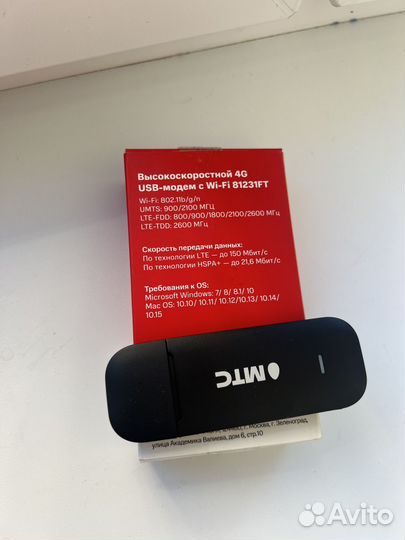 Высокоскоростной 4G
USB-модем с Wi-Fi 81231FT
Wi-Fi: 802.11b/g/n
UMTS: 900/2100 МГЦ
LTE-FDD: 800/900/1800/2100/2600 МГЦ
LTE-TDD: 2600 МГЦ
Скорость передачи данных:
По технологии LTE — до 150 Мбит/с
По технологии HSPA+ — до 21,6 Мбит/с
Требования к OS:
Microsoft Windows: 7/ 8/ 8.1/ 10
Mac OS: 10.10/ 10.11/ 10.12/10.13/ 10.14/
10.15
МТС
г. Москва, г. Зеленоград
улица Академика Валиева, дом 6, стр.10
Avito